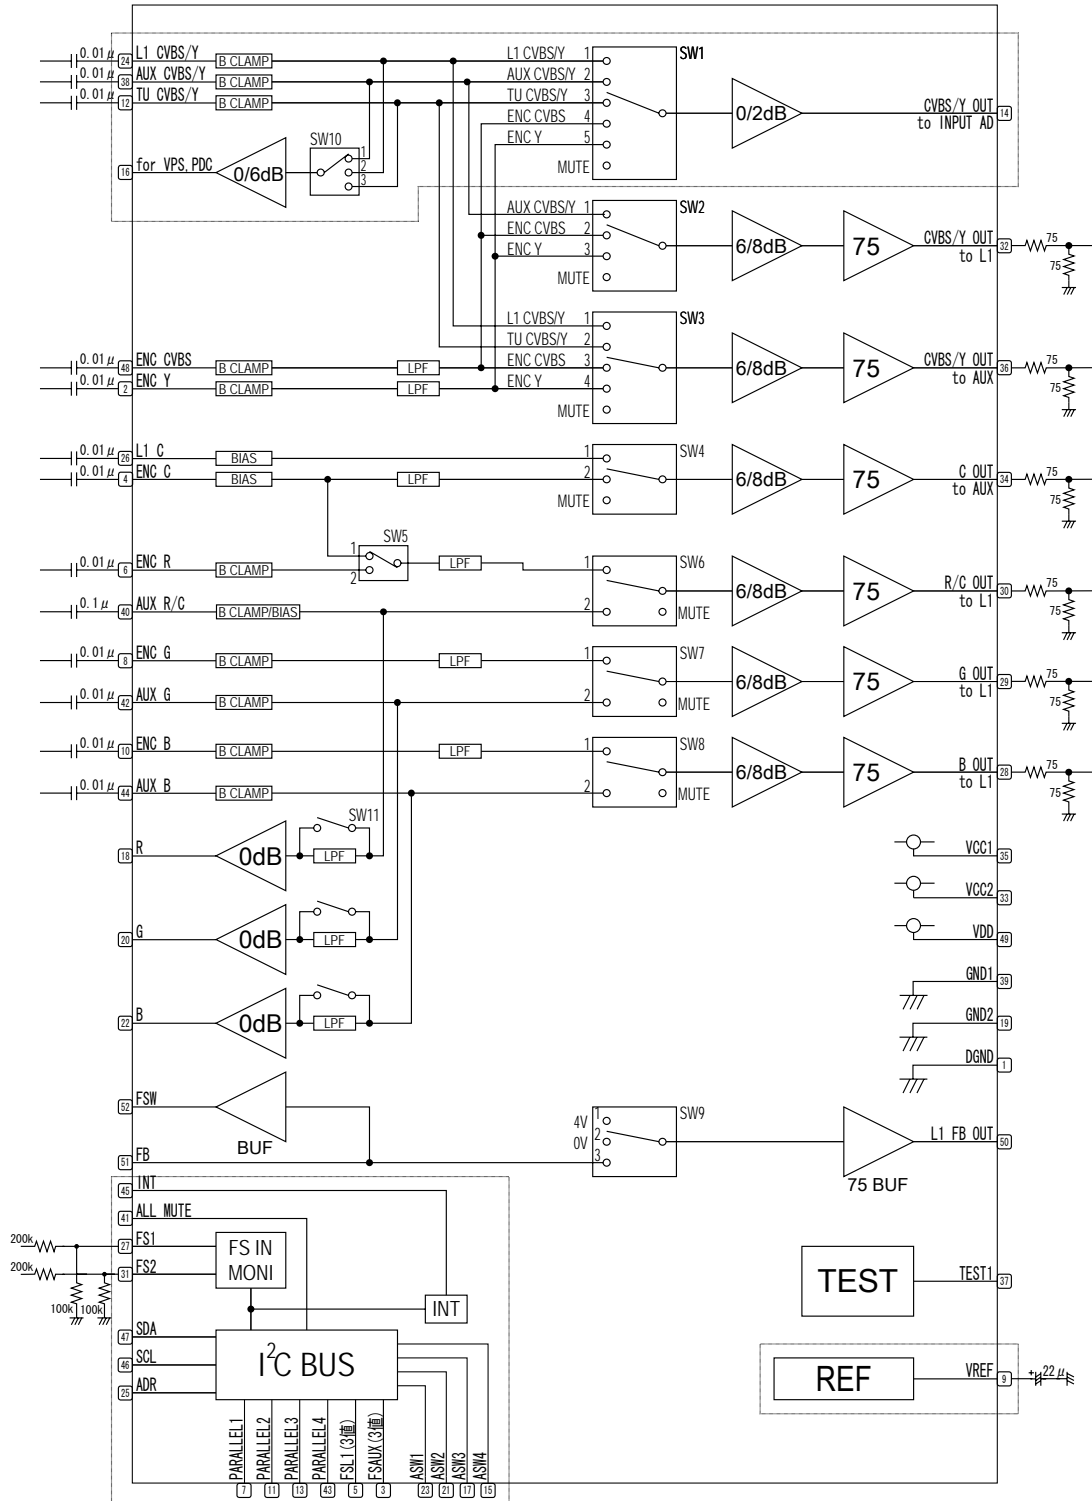 0.01μ 24 L1 CVBS/Y B CLAMP L1 CVBS/Y 1 SW1
0.01μ 38 AUX CVBS/Y B CLAMP AUX CVBS/Y 2
0.01μ 12 TU CVBS/Y B CLAMP TU CVBS/Y 3
ENC CVBS 4
ENC Y 5
MUTE
0/2dB CVBS/Y OUT 14
to INPUT AD
SW10
1
2
3
16 for VPS,PDC 0/6dB
AUX CVBS/Y 1 SW2
ENC CVBS 2
ENC Y 3
MUTE
6/8dB 75 CVBS/Y OUT 32 75
to L1 75
L1 CVBS/Y 1 SW3
TU CVBS/Y 2
0.01μ 48 ENC CVBS B CLAMP LPF ENC CVBS 3
0.01μ 2 ENC Y B CLAMP LPF ENC Y 4
MUTE
6/8dB 75 CVBS/Y OUT 36 75
to AUX 75
0.01μ 26 L1 C BIAS 1 SW4
0.01μ 4 ENC C BIAS LPF 2
MUTE
6/8dB 75 C OUT 34 75
to AUX 75
SW5
1
2
LPF
0.01μ 6 ENC R B CLAMP 1 SW6
0.1μ 40 AUX R/C B CLAMP/BIAS 2 MUTE
6/8dB 75 R/C OUT 30 75
to L1 75
0.01μ 8 ENC G B CLAMP LPF 1 SW7
0.01μ 42 AUX G B CLAMP 2 MUTE
6/8dB 75 G OUT 29 75
to L1 75
0.01μ 10 ENC B B CLAMP LPF 1 SW8
0.01μ 44 AUX B B CLAMP 2 MUTE
6/8dB 75 B OUT 28 75
to L1 75
SW11
18 R 0dB LPF
VCC1 35
VCC2 33
20 G 0dB LPF
VDD 49
GND1 39
22 B 0dB LPF
GND2 19
DGND 1
52 FSW
BUF
51 FB
4V 1 SW9
0V 2
3
L1 FB OUT 50
75 BUF
45 INT
41 ALL MUTE
200k 27 FS1 FS IN
200k 31 FS2 MONI
100k 100k
INT
TEST TEST1 37
47 SDA
46 SCL I²C BUS
25 ADR
REF VREF 9 + 22μ
PARALLEL1 PARALLEL2 PARALLEL3 PARALLEL4 FSL1(3値) FSAUX(3値) ASW1 ASW2 ASW3 ASW4
7 11 13 43 5 3 23 21 17 15